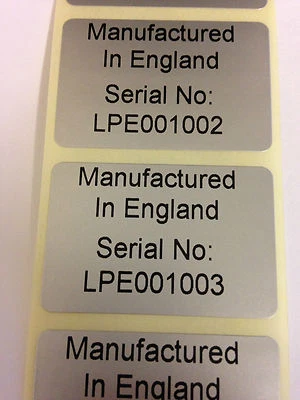 Manufactured
In England
Serial No:
LPE001002
Manufactured
In England
Serial No:
LPE001003
Manufactured
In England